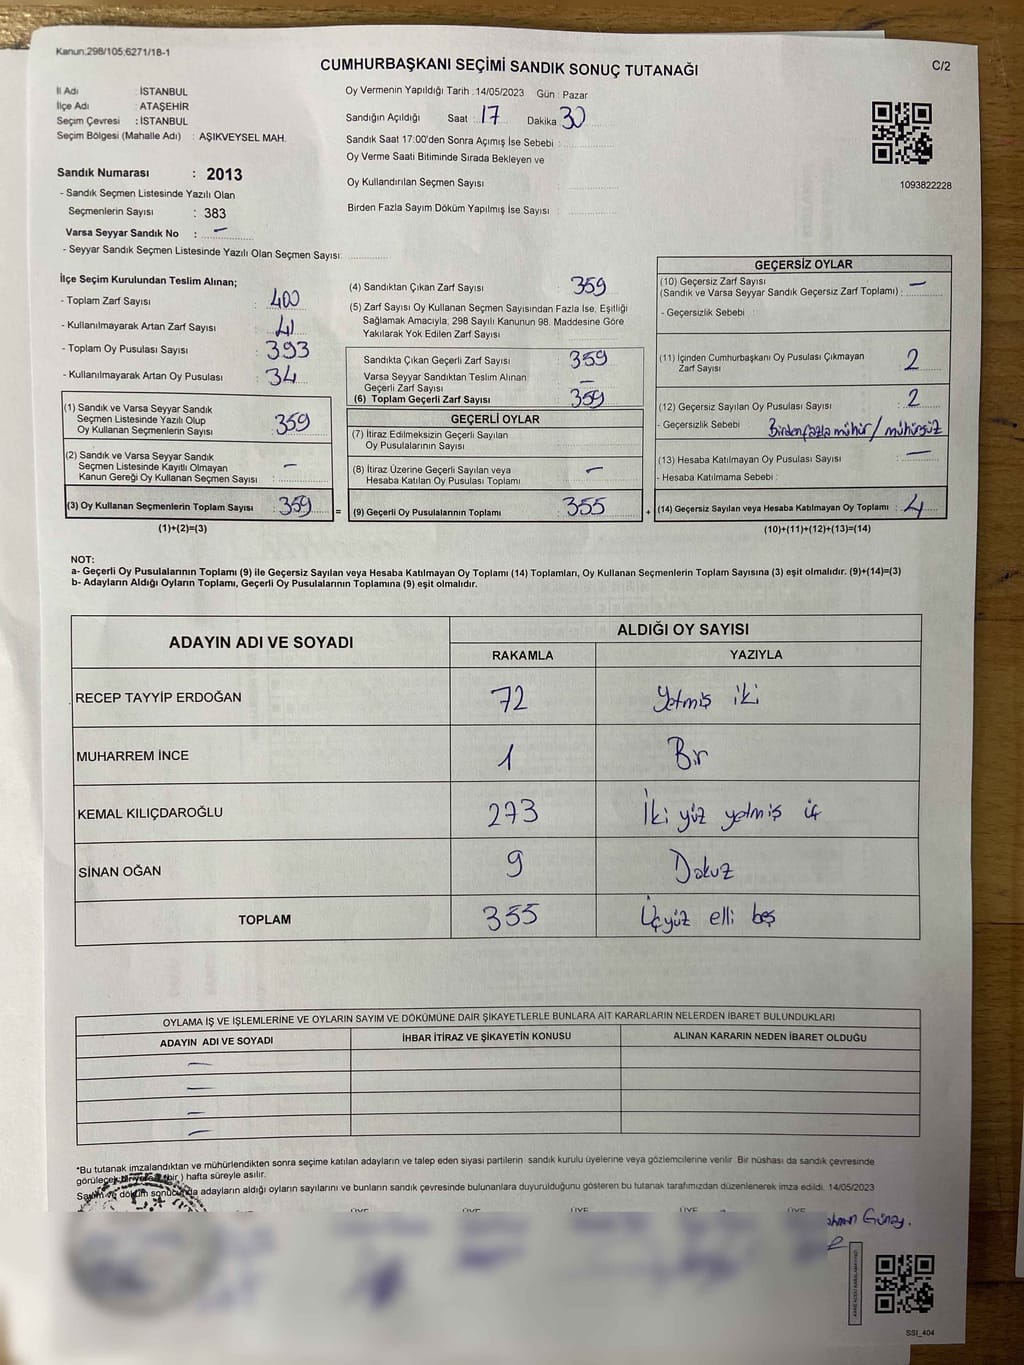 Kanun;298/105;6271/18-1
CUMHURBAŞKANI SEÇİMİ SANDIK SONUÇ TUTANAĞI
C/2
İl Adı : İSTANBUL
İlçe Adı : ATAŞEHİR
Seçim Çevresi : İSTANBUL
Seçim Bölgesi (Mahalle Adı) : AŞIKVEYSEL MAH.
Oy Vermenin Yapıldığı Tarih : 14/05/2023 Gün : Pazar
Sandığın Açıldığı Saat : 17 Dakika 30
Sandık Saat 17:00'den Sonra Açımış İse Sebebi :
Oy Verme Saati Bitiminde Sırada Bekleyen ve
Oy Kullandırılan Seçmen Sayısı :
Birden Fazla Sayım Döküm Yapılmış İse Sayısı :
1093822228
Sandık Numarası : 2013
- Sandık Seçmen Listesinde Yazılı Olan
Seçmenlerin Sayısı : 383
Varsa Seyyar Sandık No : –
- Seyyar Sandık Seçmen Listesinde Yazılı Olan Seçmen Sayısı:
İlçe Seçim Kurulundan Teslim Alınan;
- Toplam Zarf Sayısı : 400
- Kullanılmayarak Artan Zarf Sayısı : 41
- Toplam Oy Pusulası Sayısı : 393
- Kullanılmayarak Artan Oy Pusulası : 34
(1) Sandık ve Varsa Seyyar Sandık
Seçmen Listesinde Yazılı Olup
Oy Kullanan Seçmenlerin Sayısı : 359
(2) Sandık ve Varsa Seyyar Sandık
Seçmen Listesinde Kayıtlı Olmayan
Kanun Gereği Oy Kullanan Seçmen Sayısı : –
(3) Oy Kullanan Seçmenlerin Toplam Sayısı : 359 =
(1)+(2)=(3)
(4) Sandıktan Çıkan Zarf Sayısı : 359
(5) Zarf Sayısı Oy Kullanan Seçmen Sayısından Fazla İse, Eşitliği
Sağlamak Amacıyla, 298 Sayılı Kanunun 98. Maddesine Göre
Yakılarak Yok Edilen Zarf Sayısı :
Sandıkta Çıkan Geçerli Zarf Sayısı : 359
Varsa Seyyar Sandıktan Teslim Alınan
Geçerli Zarf Sayısı : –
(6) Toplam Geçerli Zarf Sayısı : 359
GEÇERLİ OYLAR
(7) İtiraz Edilmeksizin Geçerli Sayılan
Oy Pusulalarının Sayısı :
(8) İtiraz Üzerine Geçerli Sayılan veya
Hesaba Katılan Oy Pusulası Toplamı : –
(9) Geçerli Oy Pusulalarının Toplamı : 355 +
GEÇERSİZ OYLAR
(10) Geçersiz Zarf Sayısı
(Sandık ve Varsa Seyyar Sandık Geçersiz Zarf Toplamı) : –
- Geçersizlik Sebebi :
(11) İçinden Cumhurbaşkanı Oy Pusulası Çıkmayan
Zarf Sayısı : 2
(12) Geçersiz Sayılan Oy Pusulası Sayısı : 2
- Geçersizlik Sebebi : Birden fazla mühür / mühürsüz
(13) Hesaba Katılmayan Oy Pusulası Sayısı : –
- Hesaba Katılmama Sebebi :
(14) Geçersiz Sayılan veya Hesaba Katılmayan Oy Toplamı : 4
(10)+(11)+(12)+(13)=(14)
NOT:
a- Geçerli Oy Pusulalarının Toplamı (9) ile Geçersiz Sayılan veya Hesaba Katılmayan Oy Toplamı (14) Toplamları, Oy Kullanan Seçmenlerin Toplam Sayısına (3) eşit olmalıdır. (9)+(14)=(3)
b- Adayların Aldığı Oyların Toplamı, Geçerli Oy Pusulalarının Toplamına (9) eşit olmalıdır.
ADAYIN ADI VE SOYADI ALDIĞI OY SAYISI
RAKAMLA YAZIYLA
RECEP TAYYİP ERDOĞAN 72 Yetmiş iki
MUHARREM İNCE 1 Bir
KEMAL KILIÇDAROĞLU 273 İki yüz yetmiş üç
SİNAN OĞAN 9 Dokuz
TOPLAM 355 Üçyüz elli beş
OYLAMA İŞ VE İŞLEMLERİNE VE OYLARIN SAYIM VE DÖKÜMÜNE DAİR ŞİKAYETLERLE BUNLARA AİT KARARLARIN NELERDEN İBARET BULUNDUKLARI
ADAYIN ADI VE SOYADI İHBAR İTİRAZ VE ŞİKAYETİN KONUSU ALINAN KARARIN NEDEN İBARET OLDUĞU
–
–
–
–
*Bu tutanak imzalandıktan ve mühürlendikten sonra seçime katılan adayların ve talep eden siyasi partilerin sandık kurulu üyelerine veya gözlemcilerine verilir. Bir nüshası da sandık çevresinde
görülecek bir yere (bir) hafta süreyle asılır.
Sayım ve döküm sonucunda adayların aldığı oyların sayılarını ve bunların sandık çevresinde bulunanlara duyurulduğunu gösteren bu tutanak tarafımızdan düzenlenerek imza edildi. 14/05/2023
ÜYE ÜYE ÜYE ÜYE ÜYE
Günay.
SSI_404